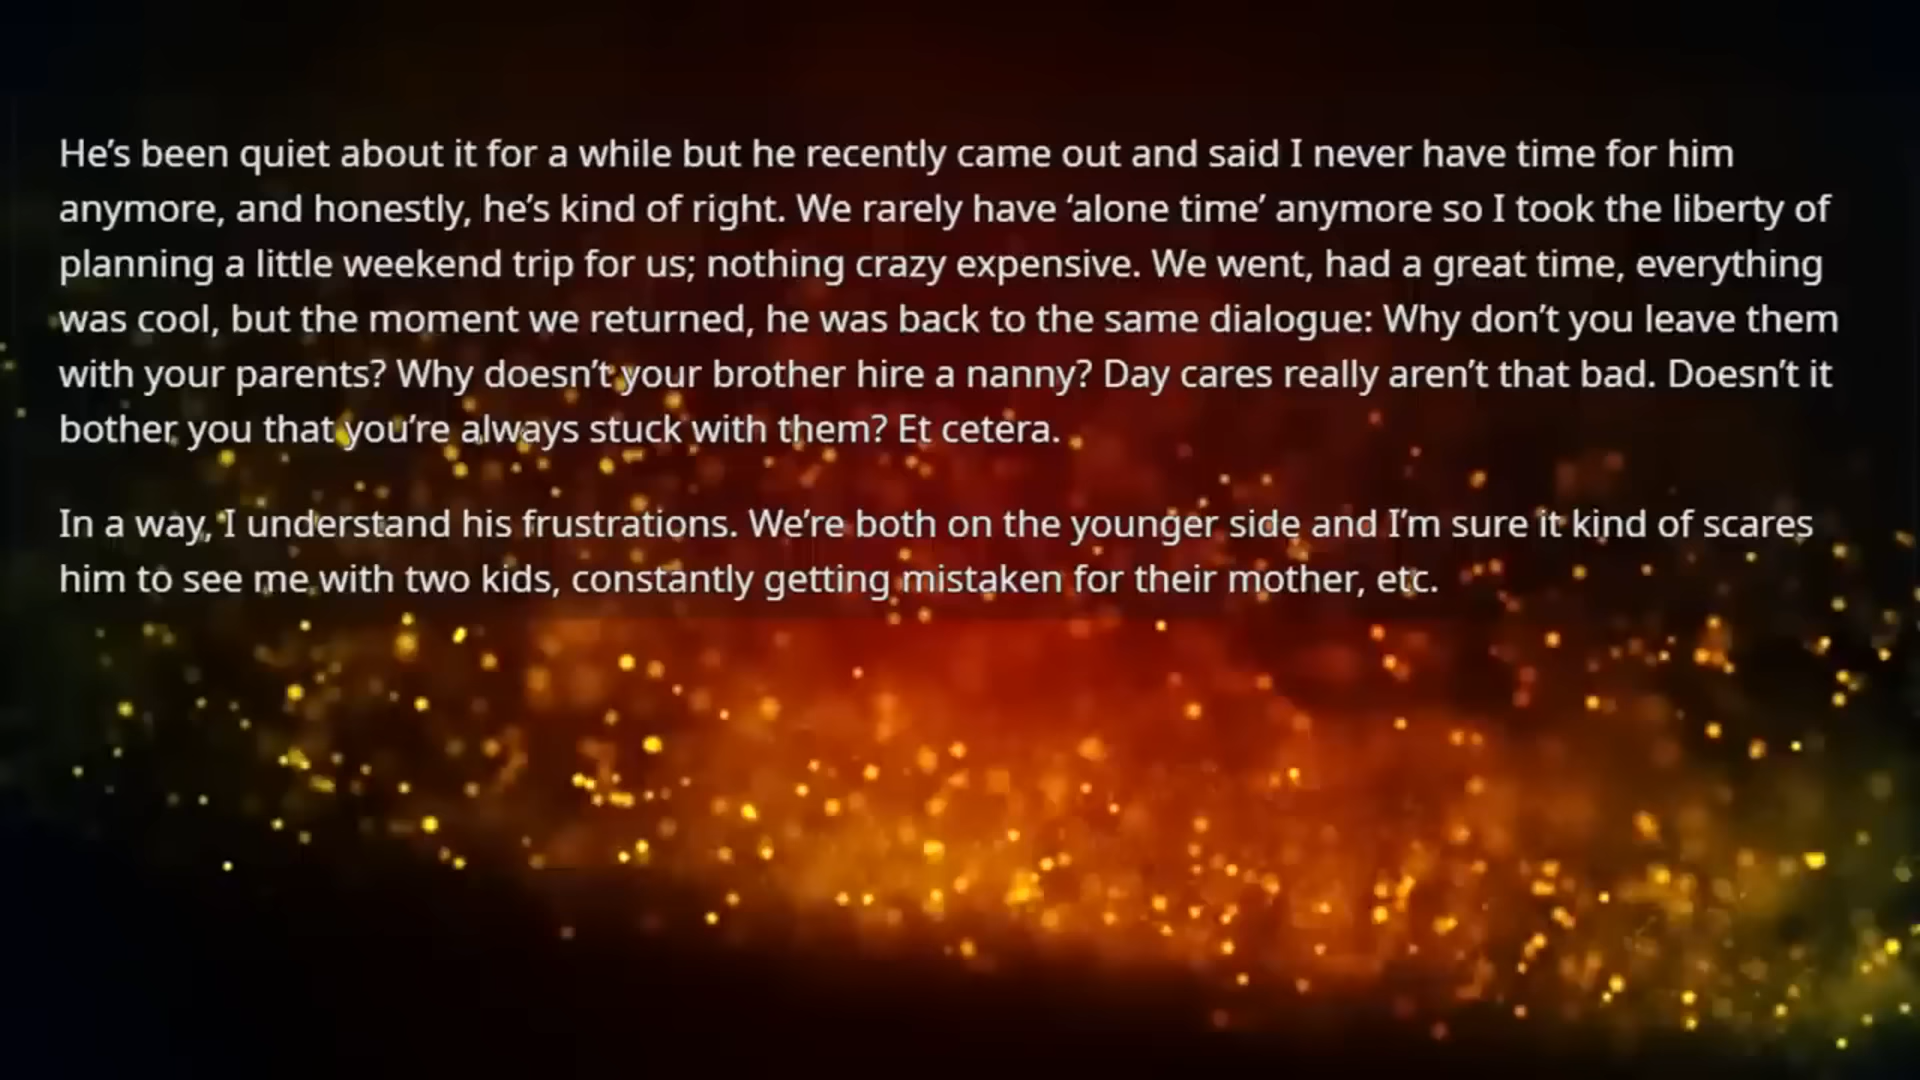 He’s been quiet about it for a while but he recently came out and said I never have time for him
anymore, and honestly, he’s kind of right. We rarely have ‘alone time’ anymore so I took the liberty of
planning a little weekend trip for us; nothing crazy expensive. We went, had a great time, everything
was cool, but the moment we returned, he was back to the same dialogue: Why don’t you leave them
with your parents? Why doesn’t your brother hire a nanny? Day cares really aren’t that bad. Doesn’t it
bother you that you’re always stuck with them? Et cetera.
In a way, I understand his frustrations. We’re both on the younger side and I’m sure it kind of scares
him to see me with two kids, constantly getting mistaken for their mother, etc.